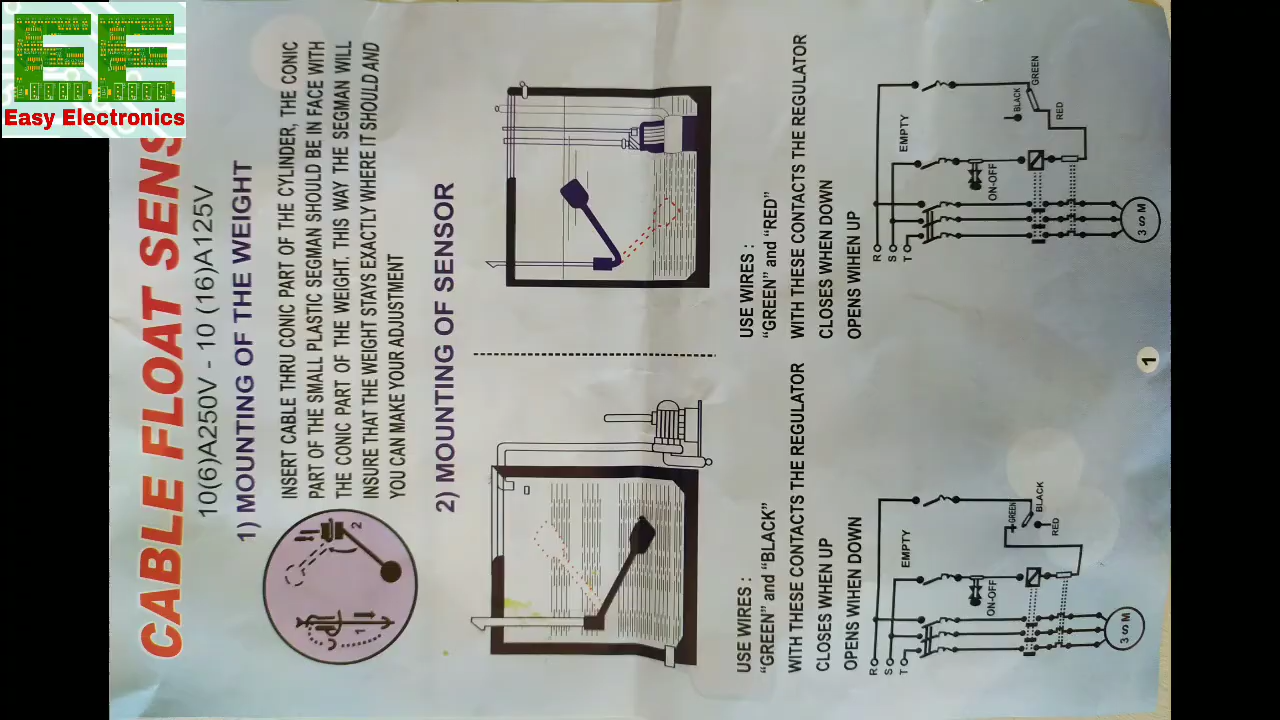 Easy Electronics
CABLE FLOAT SENS
10(6)A250V - 10 (16)A125V
1) MOUNTING OF THE WEIGHT
INSERT CABLE THRU CONIC PART OF THE CYLINDER, THE CONIC
PART OF THE SMALL PLASTIC SEGMAN SHOULD BE IN FACE WITH
THE CONIC PART OF THE WEIGHT. THIS WAY THE SEGMAN WILL
INSURE THAT THE WEIGHT STAYS EXACTLY WHERE IT SHOULD AND
YOU CAN MAKE YOUR ADJUSTMENT
1
2
2) MOUNTING OF SENSOR
USE WIRES :
"GREEN" and "BLACK"
WITH THESE CONTACTS THE REGULATOR
CLOSES WHEN UP
OPENS WIHEN DOWN
EMPTY
R
S
T
ON-OFF
GREEN
BLACK
RED
3 ∽ M
USE WIRES :
"GREEN" and "RED"
WITH THESE CONTACTS THE REGULATOR
CLOSES WHEN DOWN
OPENS WIHEN UP
EMPTY
R
S
T
ON-OFF
BLACK
GREEN
RED
3 ∽ M
1